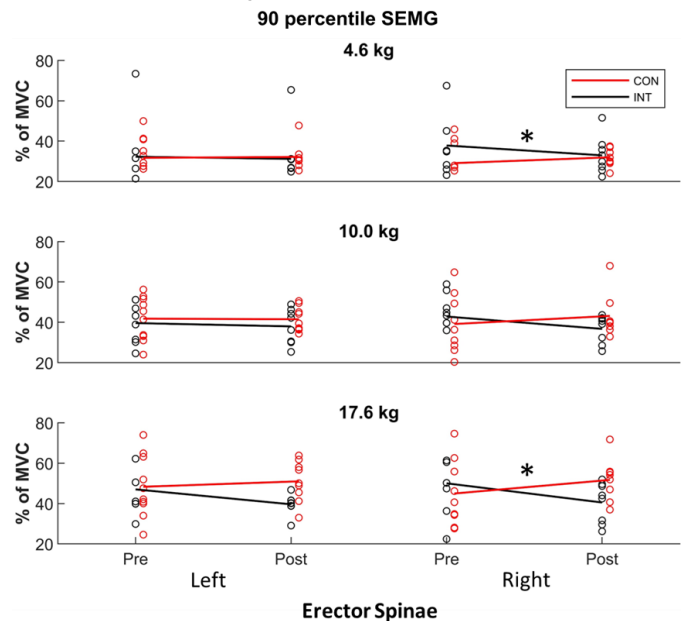 90 percentile SEMG
4.6 kg
% of MVC
80
60
40
20
*
CON
INT
10.0 kg
% of MVC
80
60
40
20
17.6 kg
% of MVC
80
60
40
20
*
Pre Post Pre Post
Left Right
Erector Spinae